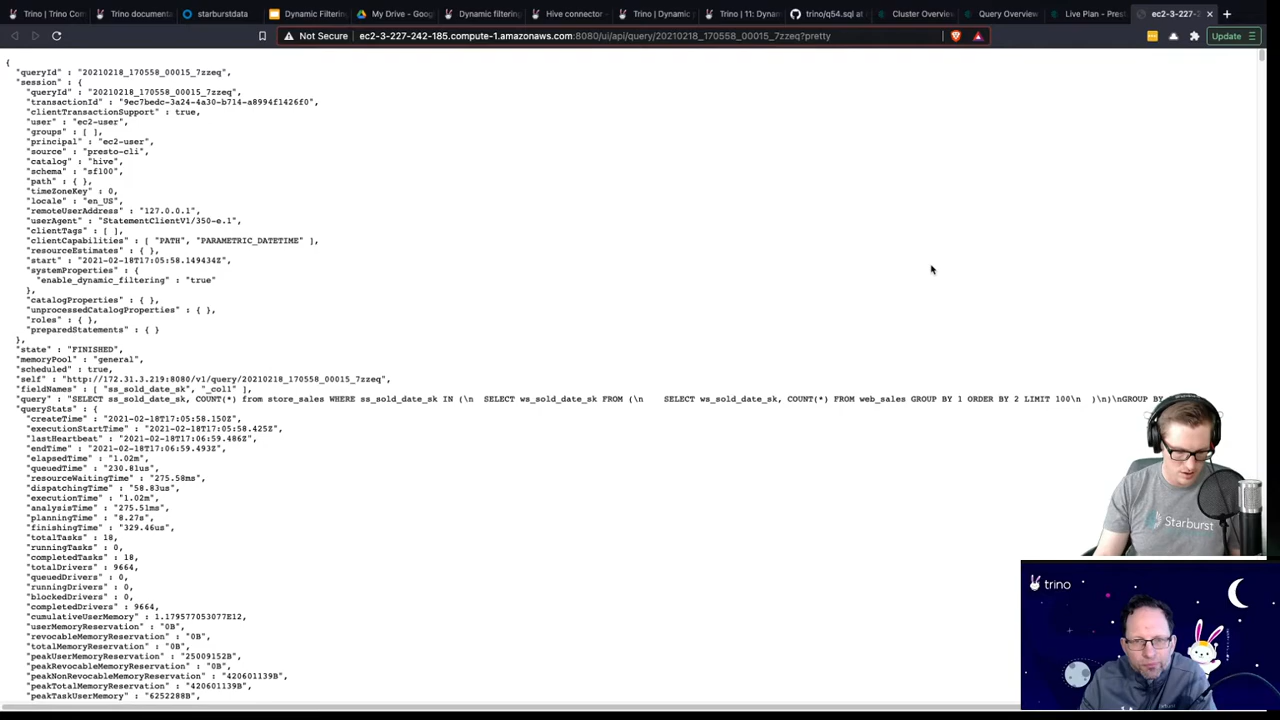 Trino | Trino Com
Trino documenta
starburstdata
Dynamic Filtering
My Drive - Goog
Dynamic filtering
Hive connector -
Trino | Dynamic
Trino | 11: Dynam
trino/q54.sql at
Cluster Overview
Query Overview
Live Plan - Prest
ec2-3-227-
Not Secure
ec2-3-227-242-185.compute-1.amazonaws.com:8080/ui/api/query/20210218_170558_00015_7zzeq?pretty
Update
{
"queryId" : "20210218_170558_00015_7zzeq",
"session" : {
"queryId" : "20210218_170558_00015_7zzeq",
"transactionId" : "9ec7bedc-3a24-4a30-b714-a8994f1426f0",
"clientTransactionSupport" : true,
"user" : "ec2-user",
"groups" : [ ],
"principal" : "ec2-user",
"source" : "presto-cli",
"catalog" : "hive",
"schema" : "sf100",
"path" : { },
"timeZoneKey" : 0,
"locale" : "en_US",
"remoteUserAddress" : "127.0.0.1",
"userAgent" : "StatementClientV1/350-e.1",
"clientTags" : [ ],
"clientCapabilities" : [ "PATH", "PARAMETRIC_DATETIME" ],
"resourceEstimates" : { },
"start" : "2021-02-18T17:05:58.149434Z",
"systemProperties" : {
"enable_dynamic_filtering" : "true"
},
"catalogProperties" : { },
"unprocessedCatalogProperties" : { },
"roles" : { },
"preparedStatements" : { }
},
"state" : "FINISHED",
"memoryPool" : "general",
"scheduled" : true,
"self" : "http://172.31.3.219:8080/v1/query/20210218_170558_00015_7zzeq",
"fieldNames" : [ "ss_sold_date_sk", "_col1" ],
"query" : "SELECT ss_sold_date_sk, COUNT(*) from store_sales WHERE ss_sold_date_sk IN (\n  SELECT ws_sold_date_sk FROM (\n    SELECT ws_sold_date_sk, COUNT(*) FROM web_sales GROUP BY 1 ORDER BY 2 LIMIT 100\n  )\n)\nGROUP BY
"queryStats" : {
"createTime" : "2021-02-18T17:05:58.150Z",
"executionStartTime" : "2021-02-18T17:05:58.425Z",
"lastHeartbeat" : "2021-02-18T17:06:59.486Z",
"endTime" : "2021-02-18T17:06:59.493Z",
"elapsedTime" : "1.02m",
"queuedTime" : "230.81us",
"resourceWaitingTime" : "275.58ms",
"dispatchingTime" : "58.83us",
"executionTime" : "1.02m",
"analysisTime" : "275.51ms",
"planningTime" : "8.27s",
"finishingTime" : "329.46us",
"totalTasks" : 18,
"runningTasks" : 0,
"completedTasks" : 18,
"totalDrivers" : 9664,
"queuedDrivers" : 0,
"runningDrivers" : 0,
"blockedDrivers" : 0,
"completedDrivers" : 9664,
"cumulativeUserMemory" : 1.179577053077E12,
"userMemoryReservation" : "0B",
"revocableMemoryReservation" : "0B",
"totalMemoryReservation" : "0B",
"peakUserMemoryReservation" : "25009152B",
"peakRevocableMemoryReservation" : "0B",
"peakNonRevocableMemoryReservation" : "420601139B",
"peakTotalMemoryReservation" : "420601139B",
"peakTaskUserMemory" : "6252288B",
Starburst
trino